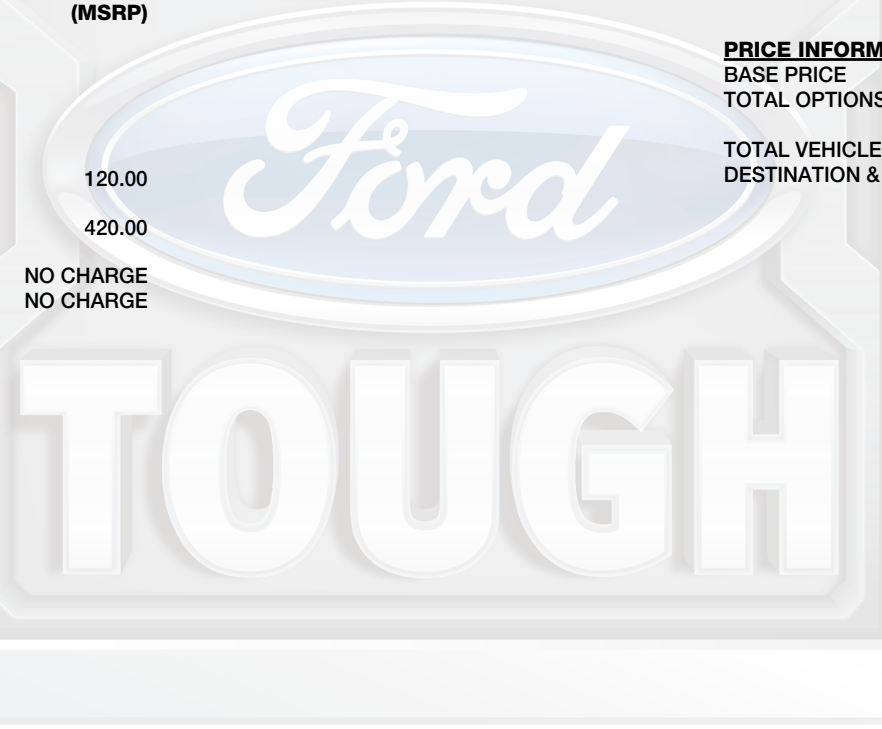 (MSRP)
120.00
420.00
NO CHARGE
NO CHARGE
PRICE INFORM
BASE PRICE
TOTAL OPTIONS
TOTAL VEHICLE
DESTINATION &
Ford
TOUGH